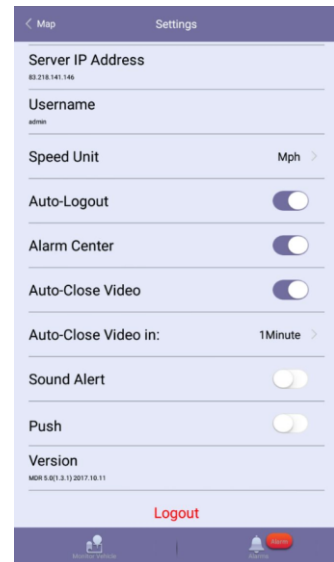 Map Settings
Server IP Address
83.218.141.146
Username
admin
Speed Unit Mph
Auto-Logout
Alarm Center
Auto-Close Video
Auto-Close Video in: 1Minute
Sound Alert
Push
Version
MDR 5.0(1.3.1) 2017.10.11
Logout
Alarm
Monitor Vehicle Alarms